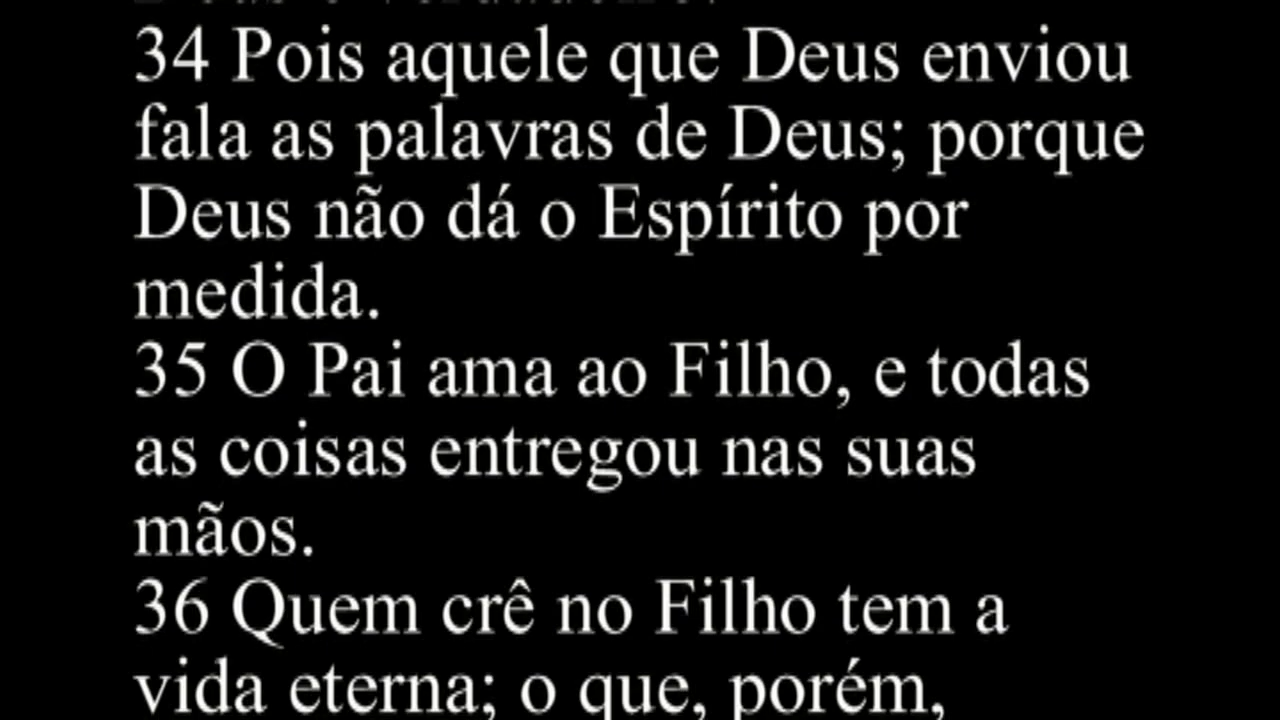 34 Pois aquele que Deus enviou
fala as palavras de Deus; porque
Deus não dá o Espírito por
medida.
35 O Pai ama ao Filho, e todas
as coisas entregou nas suas
mãos.
36 Quem crê no Filho tem a
vida eterna; o que, porém,